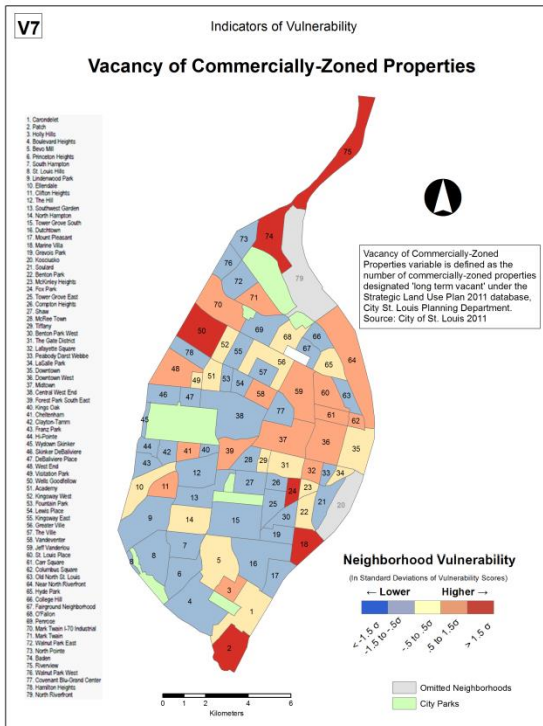 V7
Indicators of Vulnerability
Vacancy of Commercially-Zoned Properties
1. Carondelet
2. Patch
3. Holly Hills
4. Boulevard Heights
5. Bevo Mill
6. Princeton Heights
7. South Hampton
8. St. Louis Hills
9. Lindenwood Park
10. Ellendale
11. Clifton Heights
12. The Hill
13. Southwest Garden
14. North Hampton
15. Tower Grove South
16. Dutchtown
17. Mount Pleasant
18. Marine Villa
19. Gravois Park
20. Kosciusko
21. Soulard
22. Benton Park
23. McKinley Heights
24. Fox Park
25. Tower Grove East
26. Compton Heights
27. Shaw
28. McRee Town
29. Tiffany
30. Benton Park West
31. The Gate District
32. Lafayette Square
33. Peabody Darst Webbe
34. LaSalle Park
35. Downtown
36. Downtown West
37. Midtown
38. Central West End
39. Forest Park South East
40. Kings Oak
41. Cheltenham
42. Clayton-Tamm
43. Franz Park
44. Hi-Pointe
45. Wydown Skinker
46. Skinker DeBaliviere
47. DeBaliviere Place
48. West End
49. Visitation Park
50. Wells Goodfellow
51. Academy
52. Kingsway West
53. Fountain Park
54. Lewis Place
55. Kingsway East
56. Greater Ville
57. The Ville
58. Vandeventer
59. Jeff Vanderlou
60. St. Louis Place
61. Carr Square
62. Columbus Square
63. Old North St. Louis
64. Near North Riverfront
65. Hyde Park
66. College Hill
67. Fairground Neighborhood
68. O'Fallon
69. Penrose
70. Mark Twain I-70 Industrial
71. Mark Twain
72. Walnut Park East
73. North Pointe
74. Baden
75. Riverview
76. Walnut Park West
77. Covenant Blu-Grand Center
78. Hamilton Heights
79. North Riverfront
75
73 74
76 79
72
70 71
50 52 69 68 66 64
78 55 56 67 65
48 51 53 54 57 59 60 63
49 58
46 47 61
45 38 77 62
37 36 35
44 42 41 40 39 28 29 31 32 33 34
43 12
10 11 27 26 24 23 21 20
13 25 22
9 14 15 30
7 19 18
8 8 5 16 17
6 3
4 1
2
Vacancy of Commercially-Zoned
Properties variable is defined as the
number of commercially-zoned properties
designated 'long term vacant' under the
Strategic Land Use Plan 2011 database,
City St. Louis Planning Department.
Source: City of St. Louis 2011
Neighborhood Vulnerability
(In Standard Deviations of Vulnerability Scores)
← Lower Higher →
< -1.5 σ
-1.5 - -.5σ
-.5 .5σ
.5 1.5σ
> 1.5 σ
Omitted Neighborhoods
City Parks
0 1 2 4 6
Kilometers